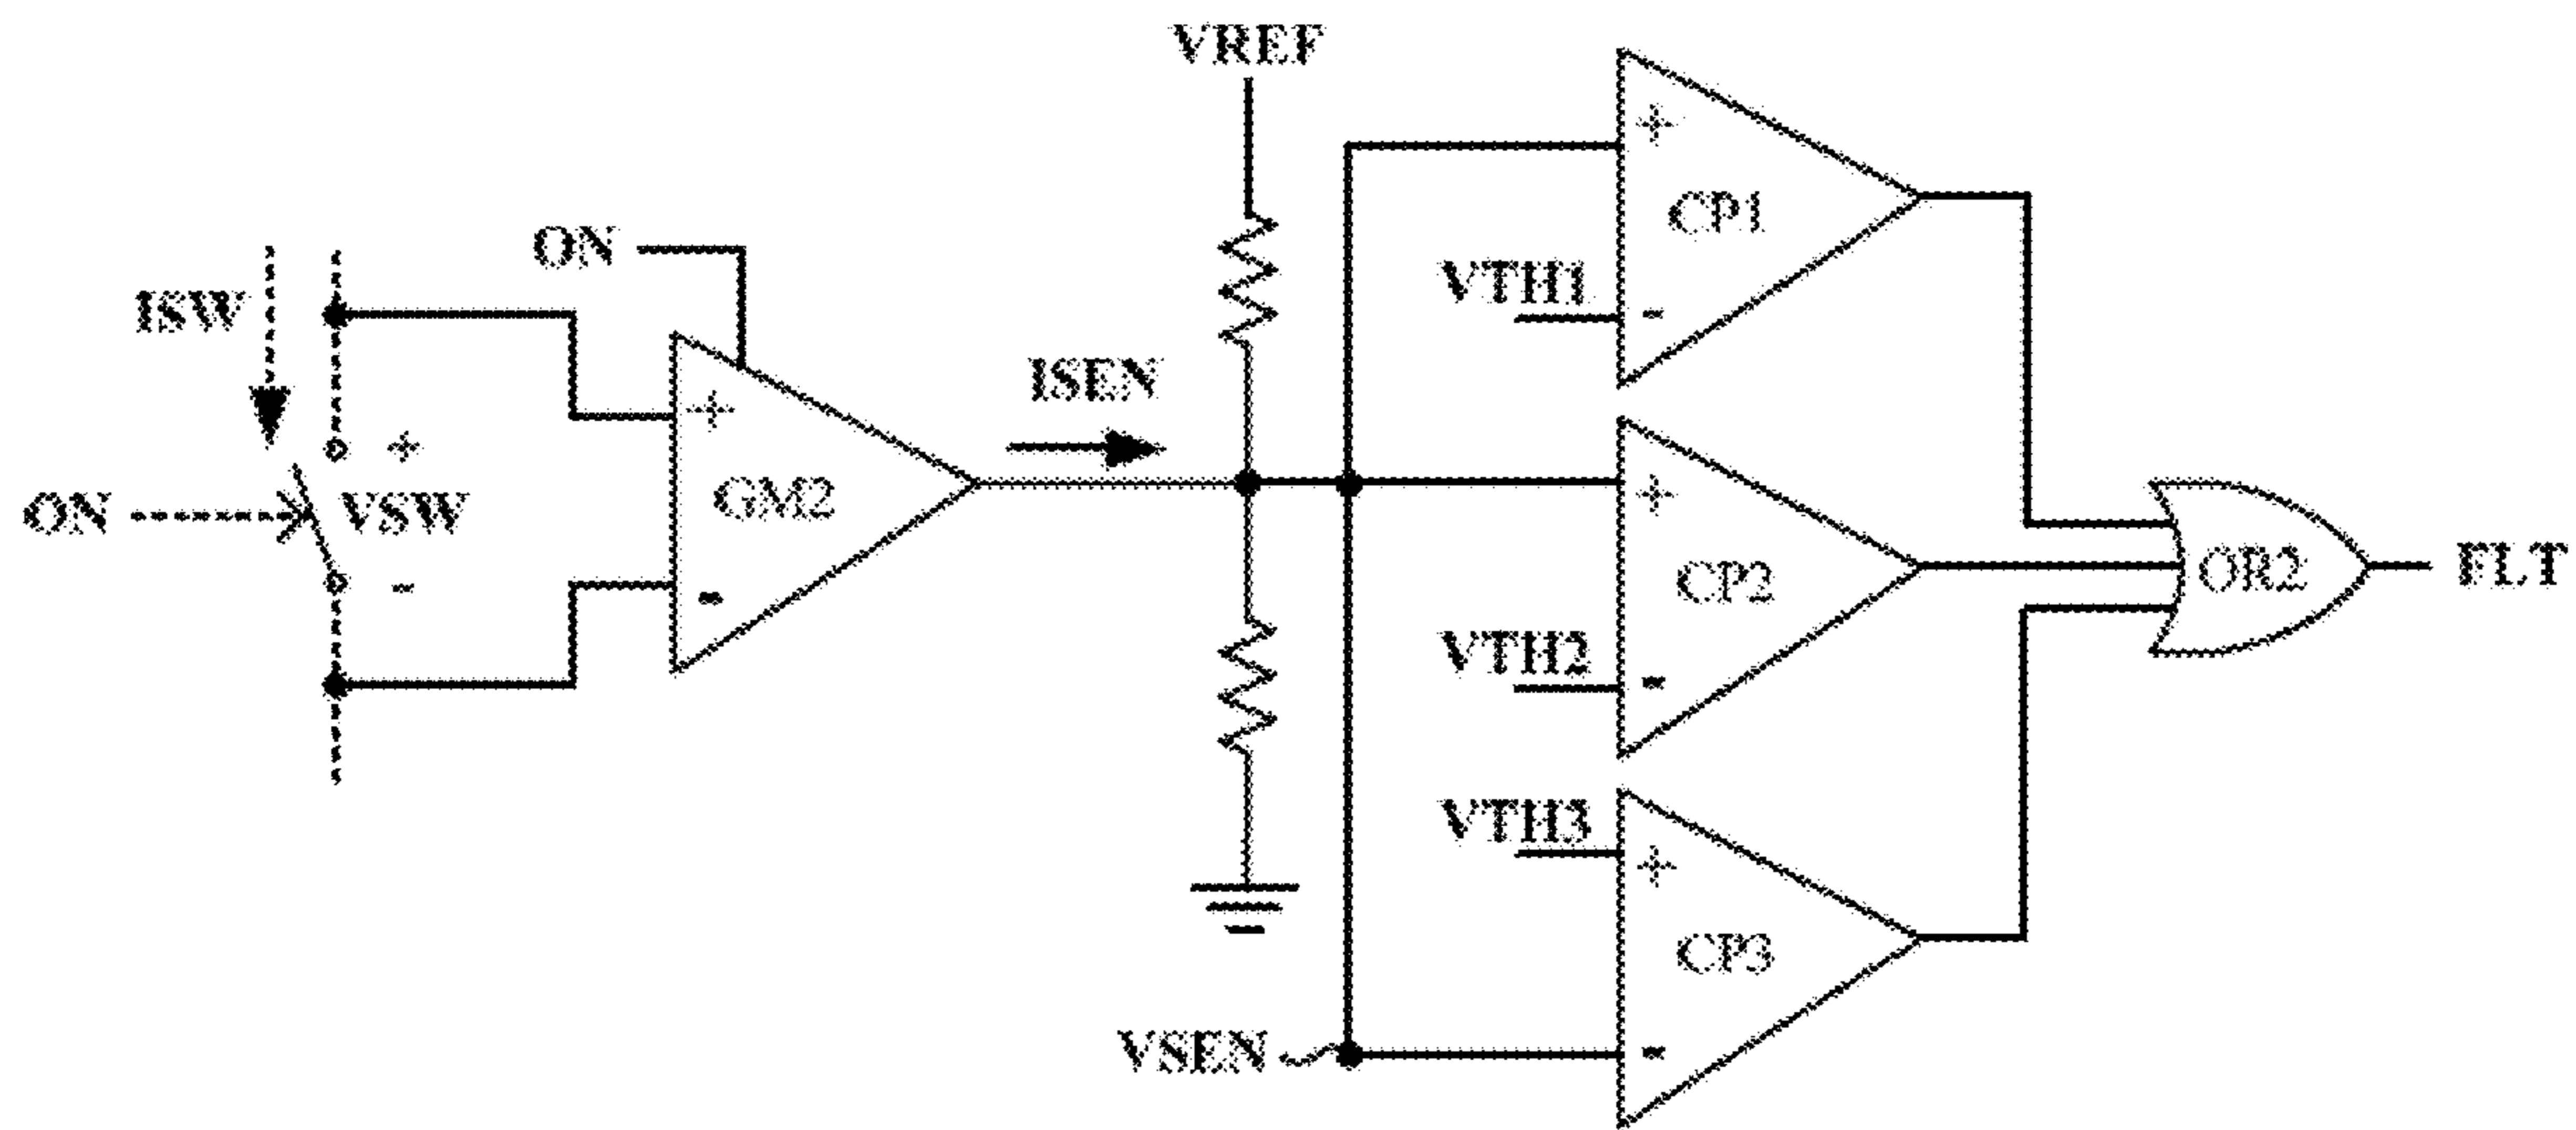 VREF
+
CP1
ON
VTH1
-
ISW
ISEN
+
+
+
ON
VSW
GM2
CP2
OR2
FLT
-
-
VTH2
-
VTH3
+
CP3
VSEN
-